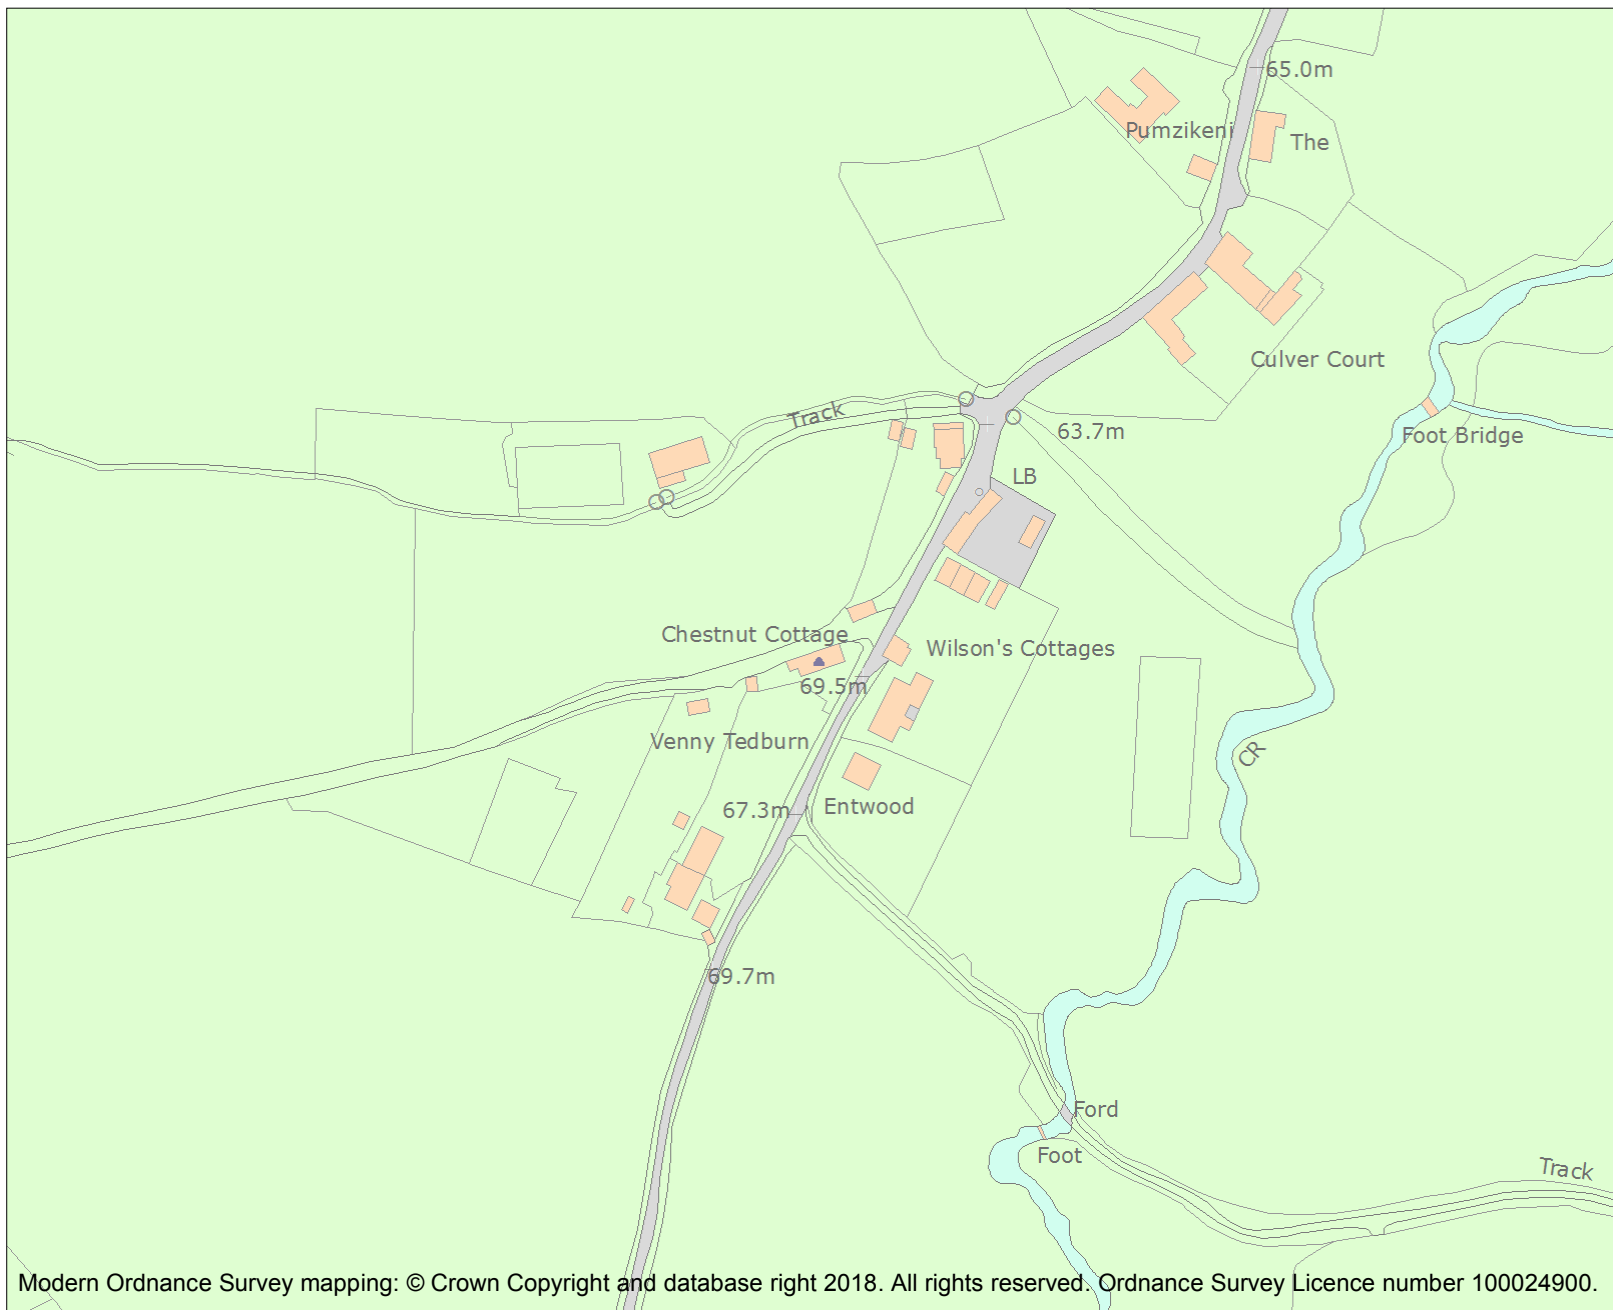 65.0m
Pumzikeni
The
Culver Court
Track
63.7m
Foot Bridge
LB
Chestnut Cottage
Wilson's Cottages
69.5m
Venny Tedburn
CR
67.3m
Entwood
69.7m
Ford
Foot
Track
Modern Ordnance Survey mapping: © Crown Copyright and database right 2018. All rights reserved. Ordnance Survey Licence number 100024900.